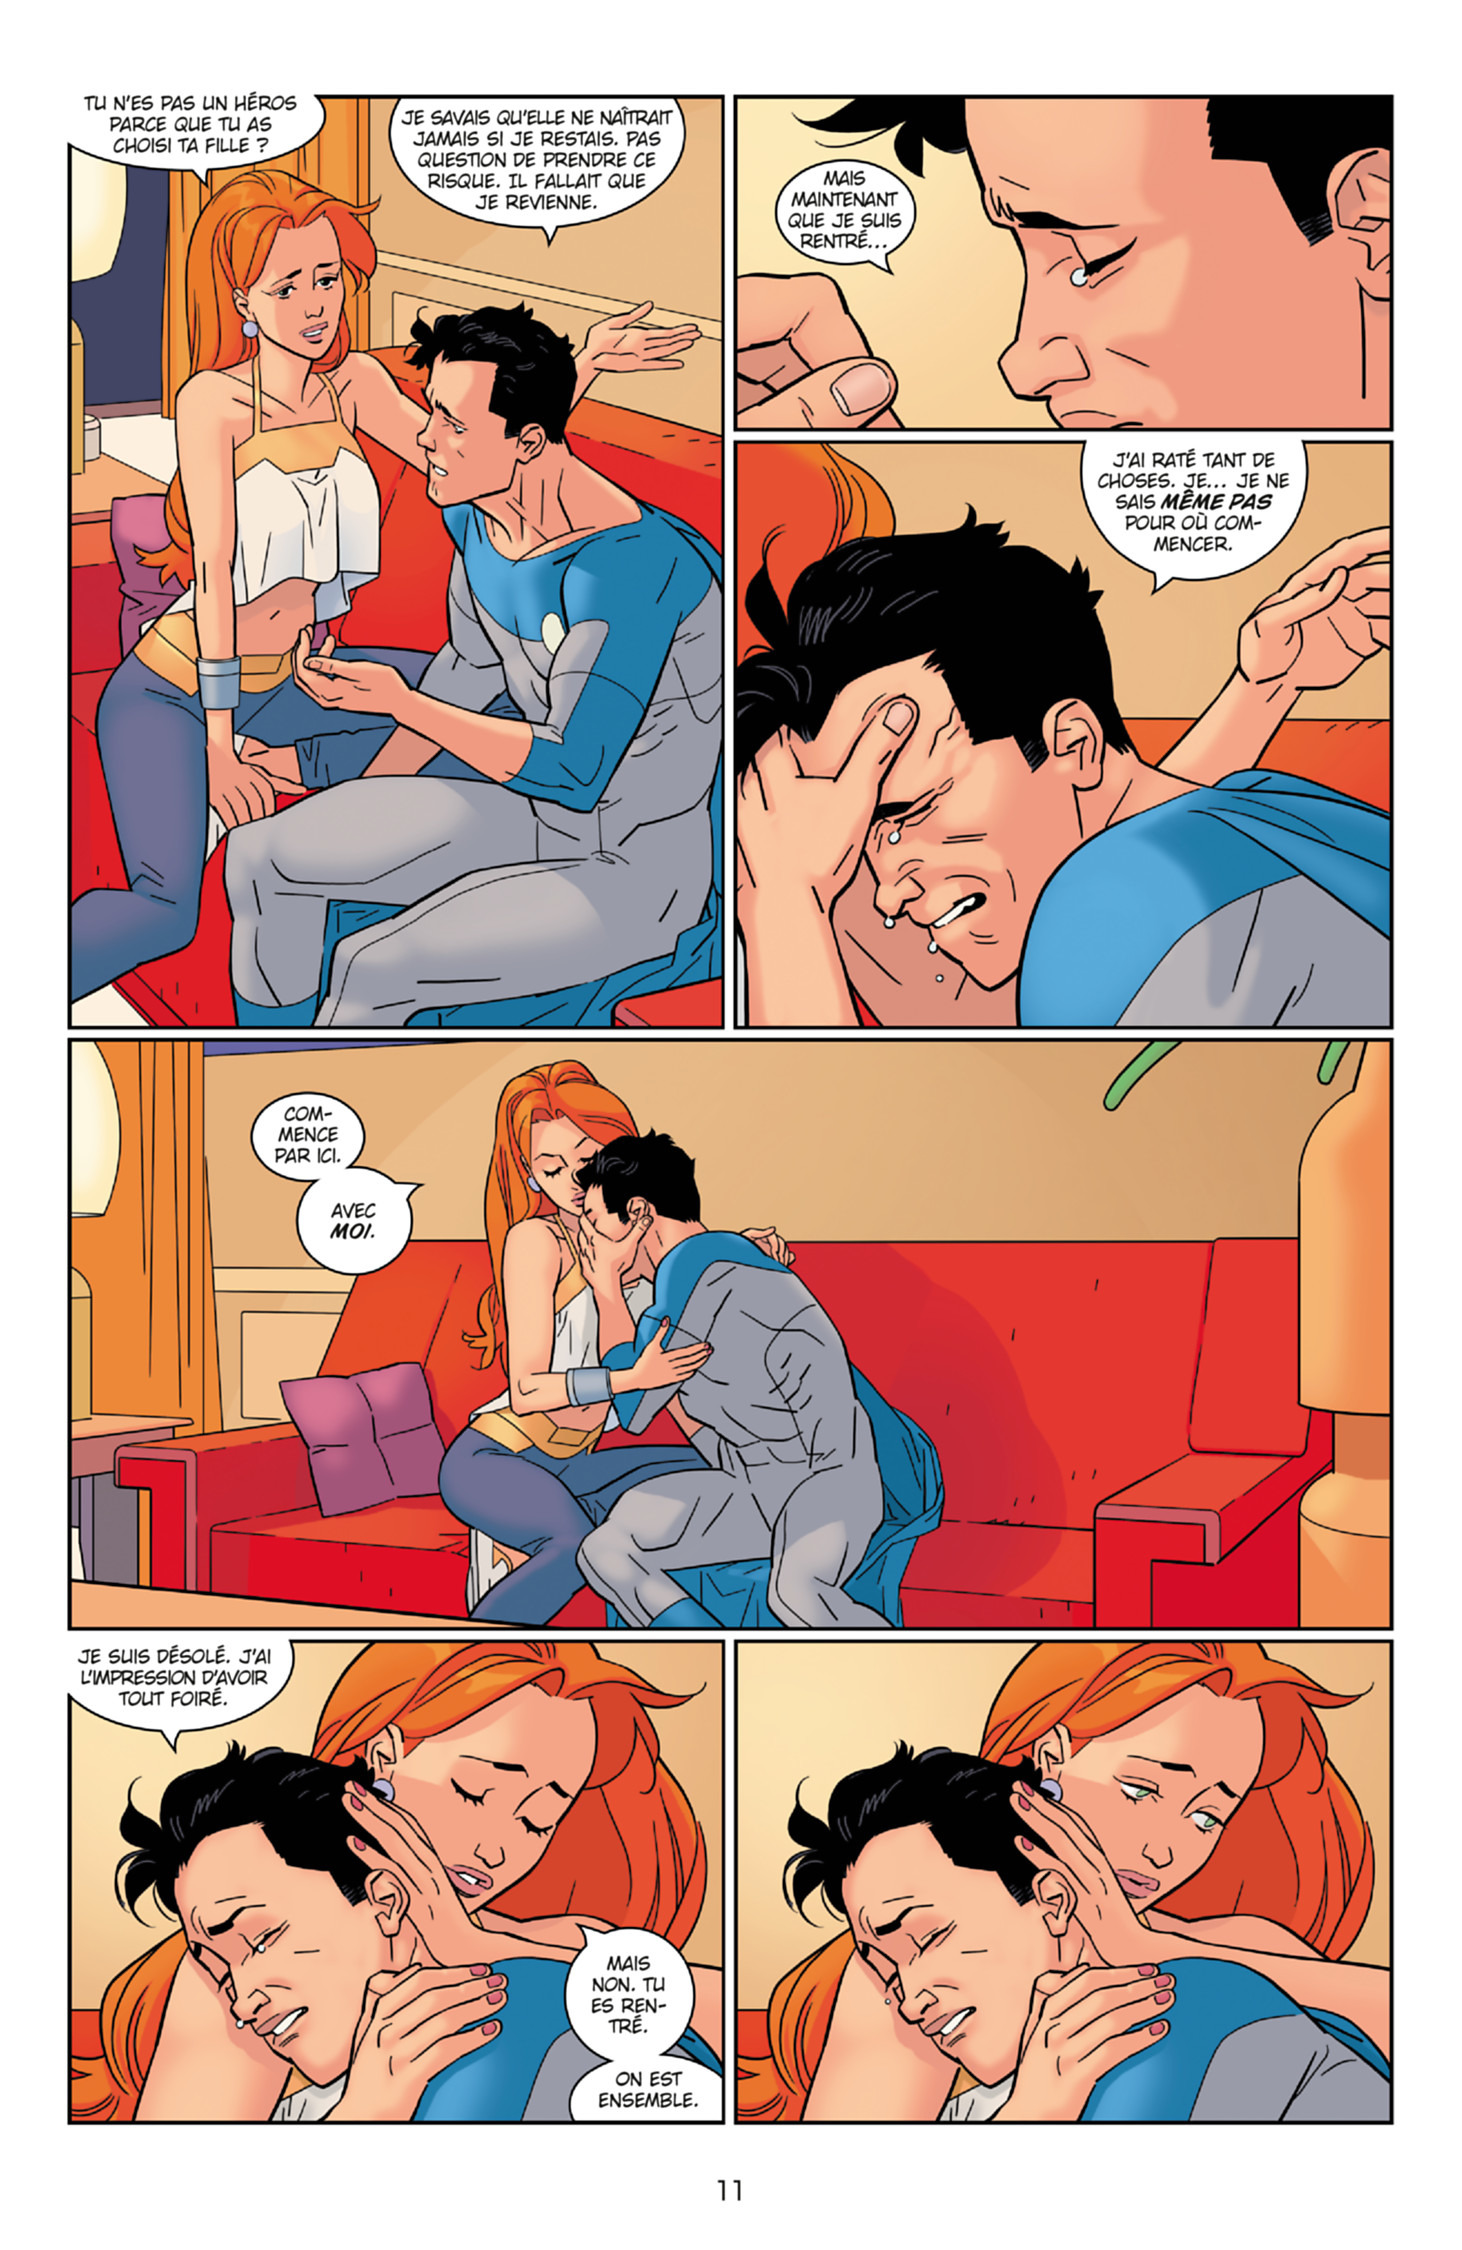 TU N'ES PAS UN HÉROS
PARCE QUE TU AS
CHOISI TA FILLE ?
JE SAVAIS QU'ELLE NE NAÎTRAIT
JAMAIS SI JE RESTAIS. PAS
QUESTION DE PRENDRE CE
RISQUE. IL FALLAIT QUE
JE REVIENNE.
MAIS
MAINTENANT
QUE JE SUIS
RENTRÉ...
J'AI RATÉ TANT DE
CHOSES. JE... JE NE
SAIS MÊME PAS
POUR OÙ COM-
MENCER.
COM-
MENCE
PAR ICI.
AVEC
MOI.
JE SUIS DÉSOLÉ. J'AI
L'IMPRESSION D'AVOIR
TOUT FOIRÉ.
MAIS
NON. TU
ES REN-
TRÉ.
ON EST
ENSEMBLE.
11